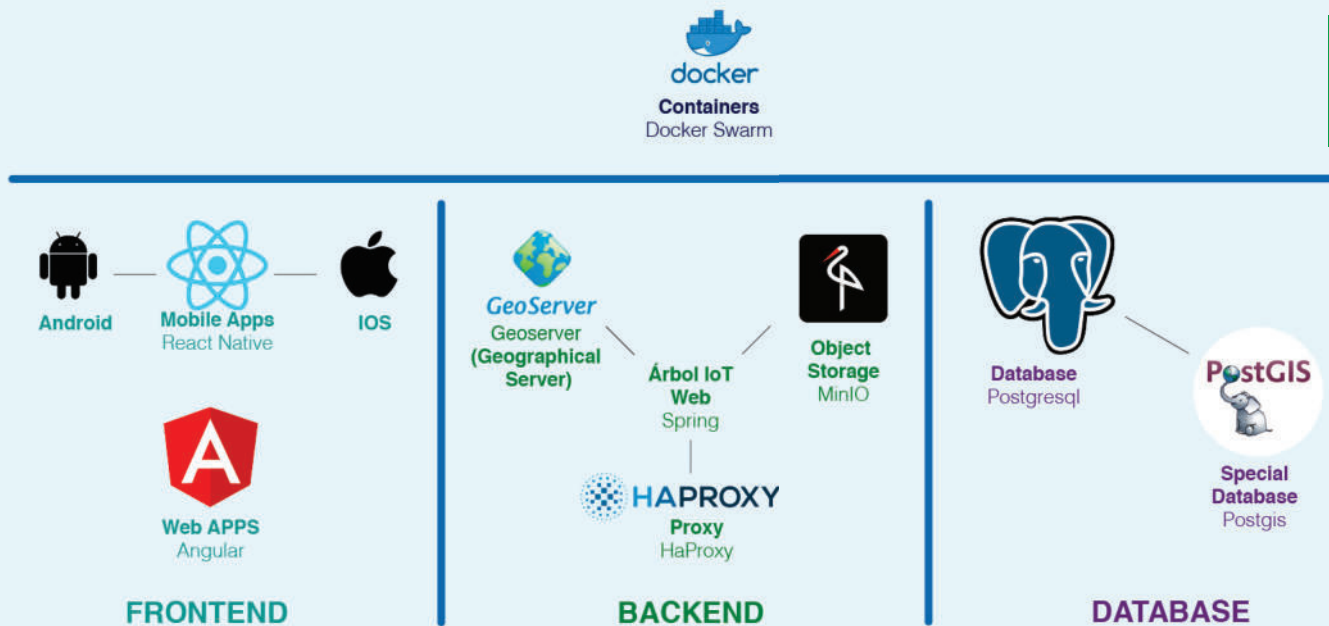 docker
Containers
Docker Swarm
Android
Mobile Apps
React Native
IOS
Web APPS
Angular
FRONTEND
GeoServer
Geoserver
(Geographical
Server)
Árbol IoT
Web
Spring
Object
Storage
MinIO
HAPROXY
Proxy
HaProxy
BACKEND
Database
Postgresql
PostGIS
Special
Database
Postgis
DATABASE